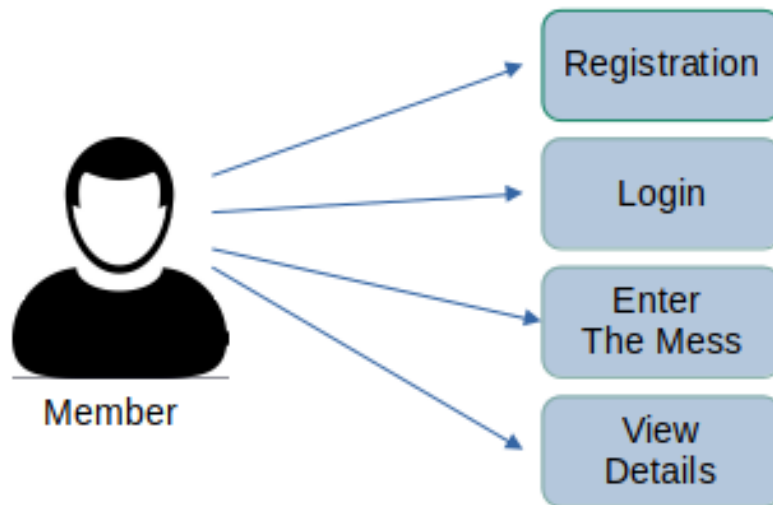 Registration
Login
Enter
The Mess
View
Details
Member